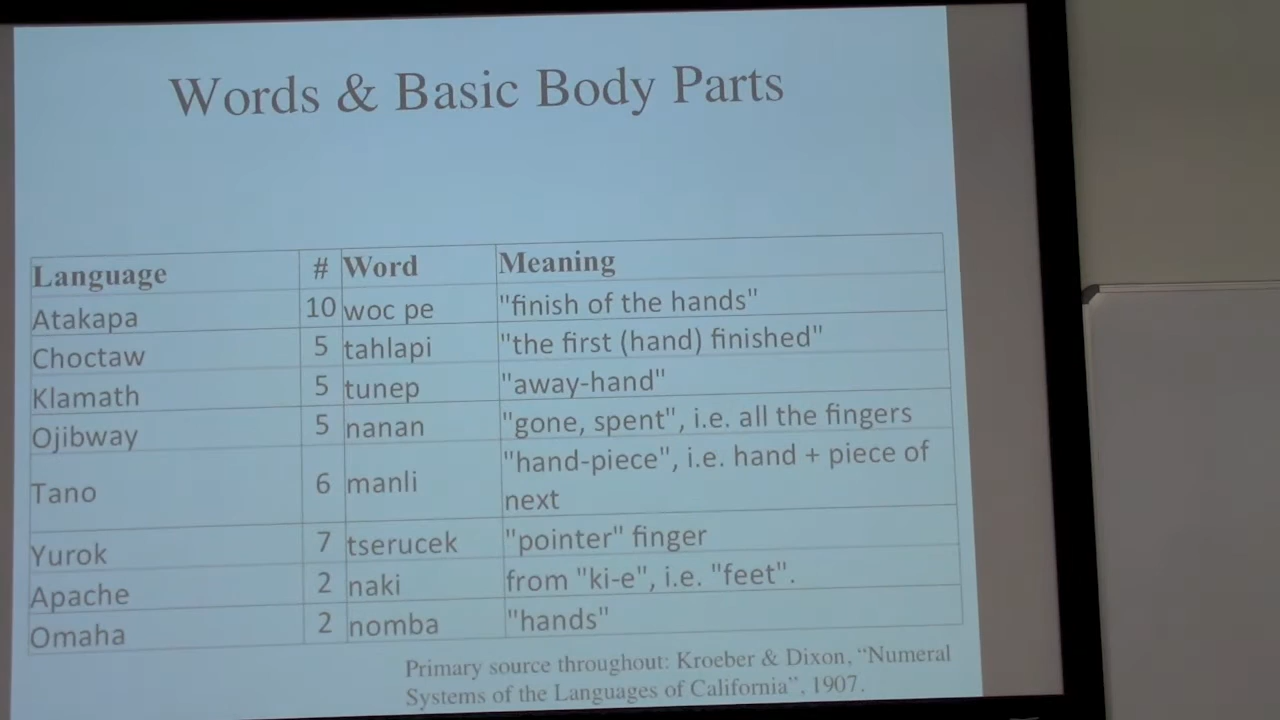 Words & Basic Body Parts
Language # Word Meaning
Atakapa 10 woc pe "finish of the hands"
Choctaw 5 tahlapi "the first (hand) finished"
Klamath 5 tunep "away-hand"
Ojibway 5 nanan "gone, spent", i.e. all the fingers
Tano 6 manli "hand-piece", i.e. hand + piece of
next
Yurok 7 tserucek "pointer" finger
Apache 2 naki from "ki-e", i.e. "feet".
Omaha 2 nomba "hands"
Primary source throughout: Kroeber & Dixon, “Numeral
Systems of the Languages of California”, 1907.